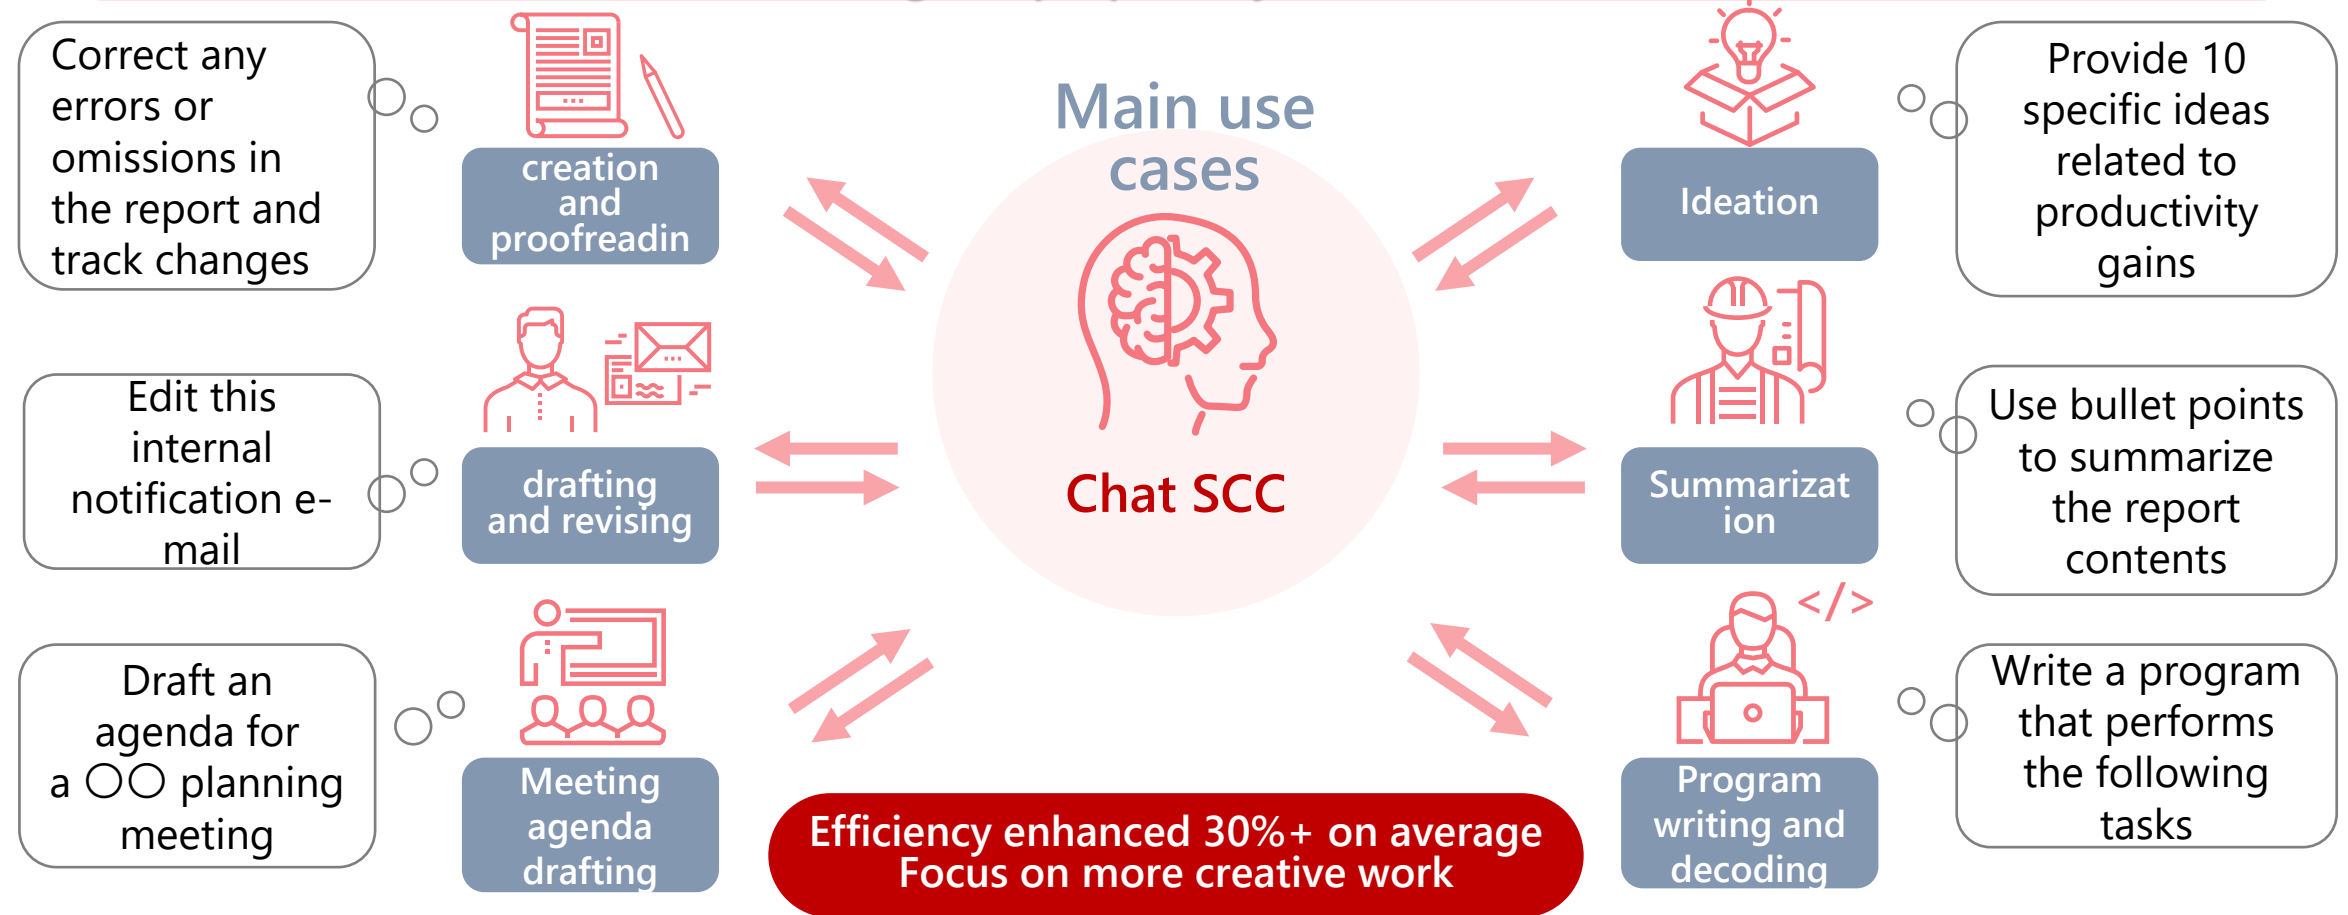 Correct any
errors or
omissions in
the report and
track changes
creation
and
proofreadin
Main use
cases
Ideation
Provide 10
specific ideas
related to
productivity
gains
Edit this
internal
notification e-
mail
drafting
and revising
Chat SCC
Summarizat
ion
Use bullet points
to summarize
the report
contents
Draft an
agenda for
a ○○ planning
meeting
Meeting
agenda
drafting
Efficiency enhanced 30%+ on average
Focus on more creative work
</>
Program
writing and
decoding
Write a program
that performs
the following
tasks